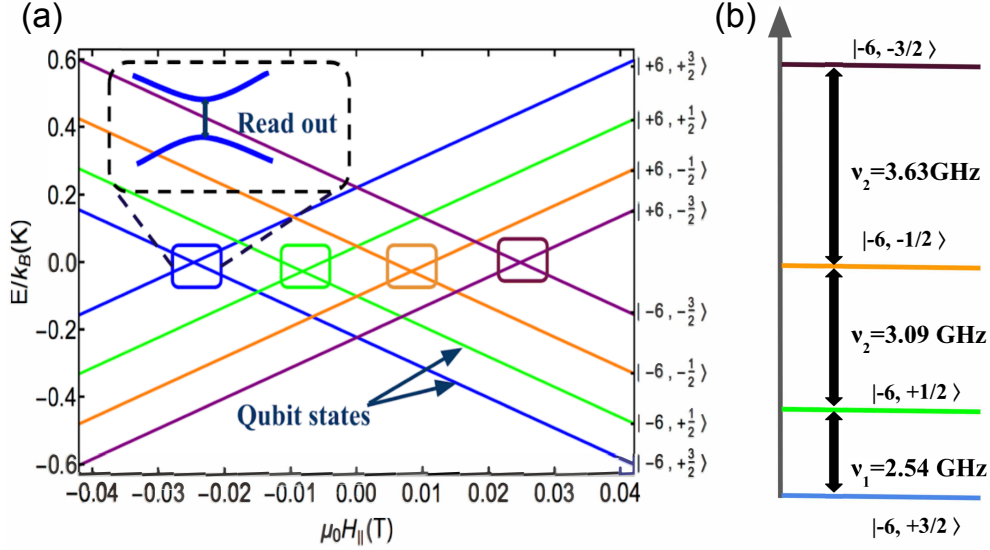 (a)
(b)
E/k_B(K)
0.6
0.4
0.2
0.0
−0.2
−0.4
−0.6
Read out
Qubit states
|+6, +3/2 ⟩
|+6, +1/2 ⟩
|+6, -1/2 ⟩
|+6, -3/2 ⟩
|-6, -3/2 ⟩
|-6, -1/2 ⟩
|-6, +1/2 ⟩
|-6, +3/2 ⟩
−0.04 −0.03 −0.02 −0.01 0.00 0.01 0.02 0.03 0.04
μ₀H∥(T)
|-6, -3/2 ⟩
ν₂=3.63GHz
|-6, -1/2 ⟩
ν₂=3.09 GHz
|-6, +1/2 ⟩
ν₁=2.54 GHz
|-6, +3/2 ⟩